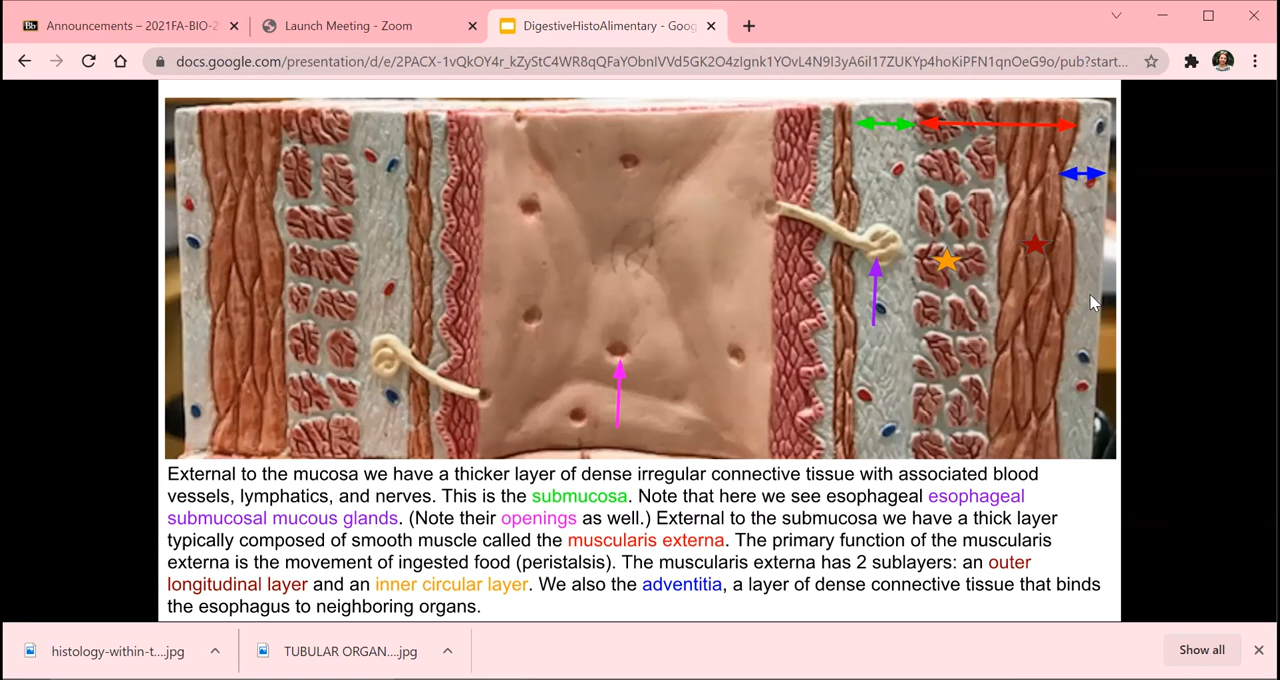 Announcements – 2021FA-BIO-2
Launch Meeting - Zoom
DigestiveHistoAlimentary - Goog
docs.google.com/presentation/d/e/2PACX-1vQkOY4r_kZyStC4WR8qQFaYObnIVVd5GK2O4zIgnk1YOvL4N9I3yA6il17ZUKYp4hoKiPFN1qnOeG9o/pub?start...
External to the mucosa we have a thicker layer of dense irregular connective tissue with associated blood
vessels, lymphatics, and nerves. This is the submucosa. Note that here we see esophageal esophageal
submucosal mucous glands. (Note their openings as well.) External to the submucosa we have a thick layer
typically composed of smooth muscle called the muscularis externa. The primary function of the muscularis
externa is the movement of ingested food (peristalsis). The muscularis externa has 2 sublayers: an outer
longitudinal layer and an inner circular layer. We also the adventitia, a layer of dense connective tissue that binds
the esophagus to neighboring organs.
histology-within-t....jpg
TUBULAR ORGAN....jpg
Show all